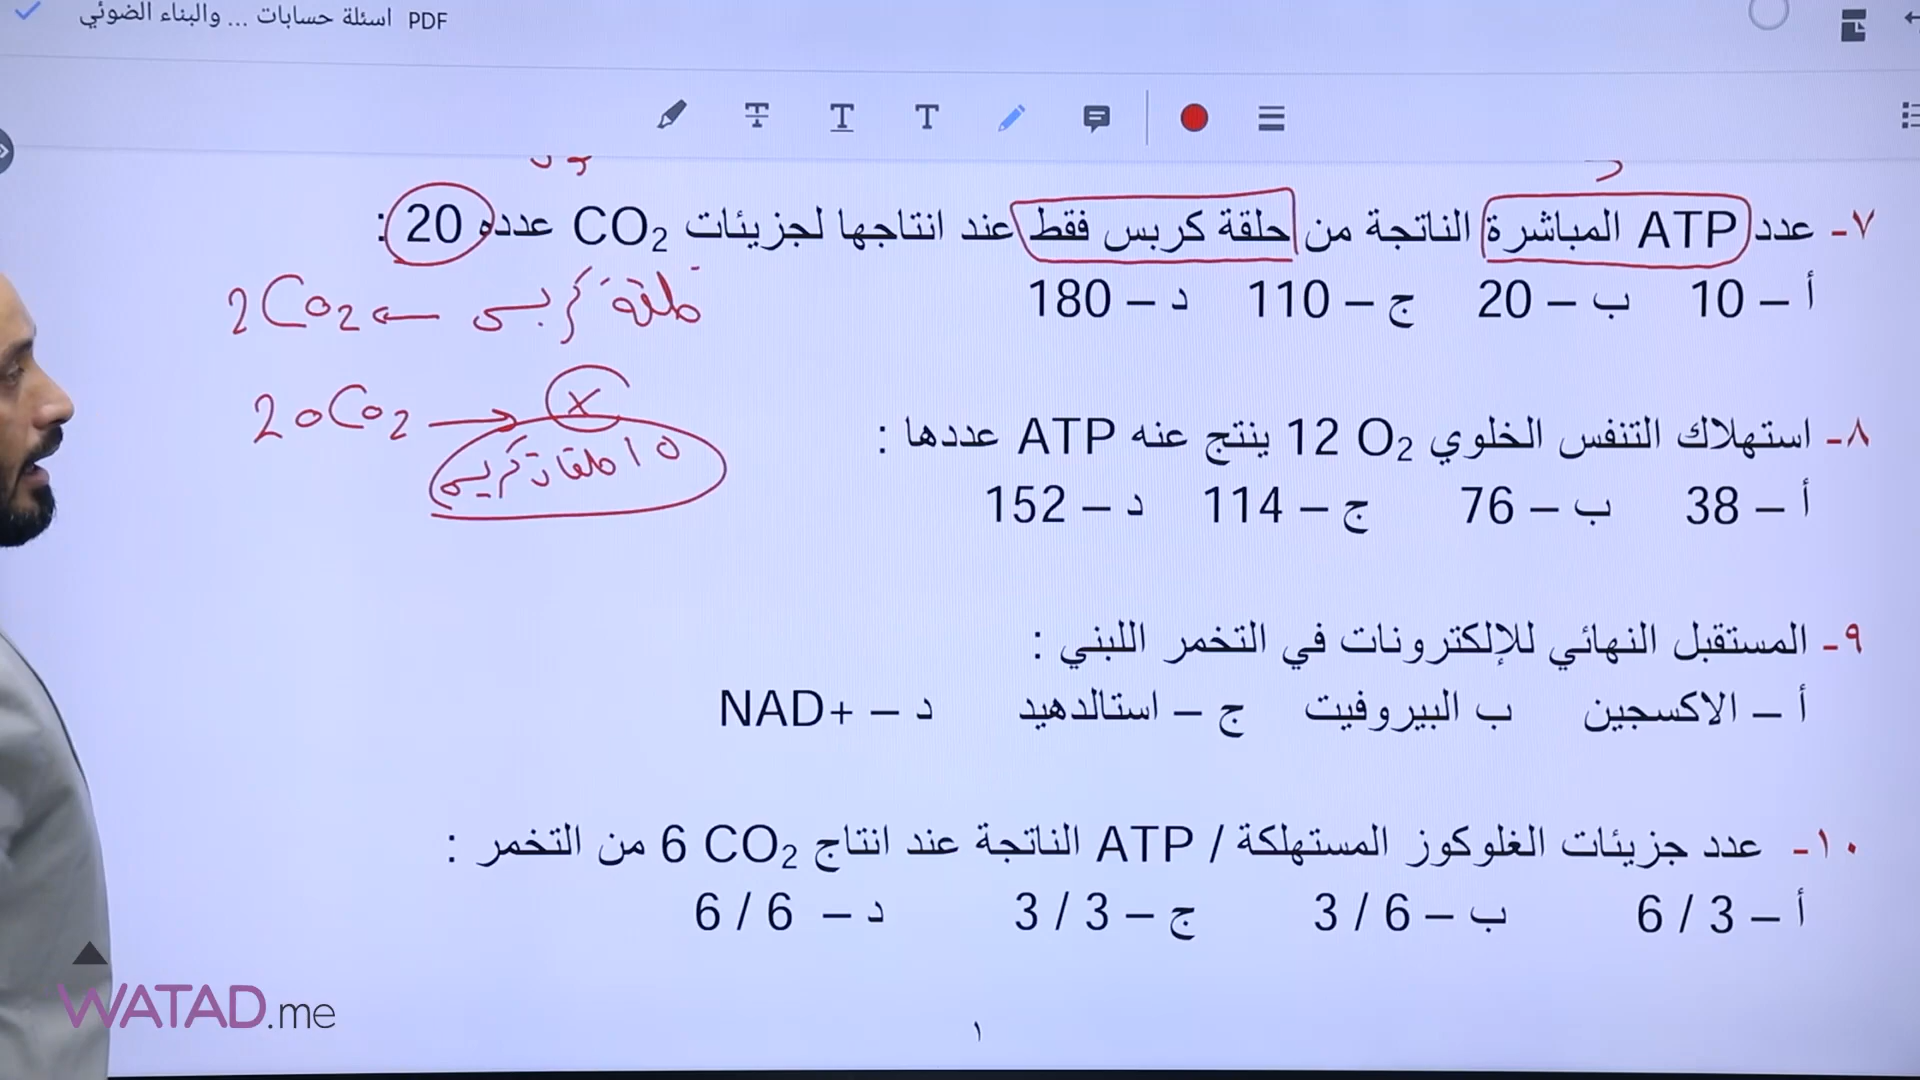 اسئلة حسابات ... والبناء الضوئي PDF
٧- عدد ATP المباشرة الناتجة من حلقة كربس فقط عند انتاجها لجزيئات CO₂ عدده 20 :
أ – 10 ب – 20 ج – 110 د – 180
حلقة كربس ← 2CO₂
20CO₂ → X
10 حلقات كربس
٨- استهلاك التنفس الخلوي 12 O₂ ينتج عنه ATP عددها :
أ – 38 ب – 76 ج – 114 د – 152
٩- المستقبل النهائي للإلكترونات في التخمر اللبني :
أ – الاكسجين ب البيروفيت ج – استالدهيد د – NAD+
١٠- عدد جزيئات الغلوكوز المستهلكة / ATP الناتجة عند انتاج 6 CO₂ من التخمر :
أ – 3 / 6 ب – 6 / 3 ج – 3 / 3 د – 6 / 6
WATAD.me
١